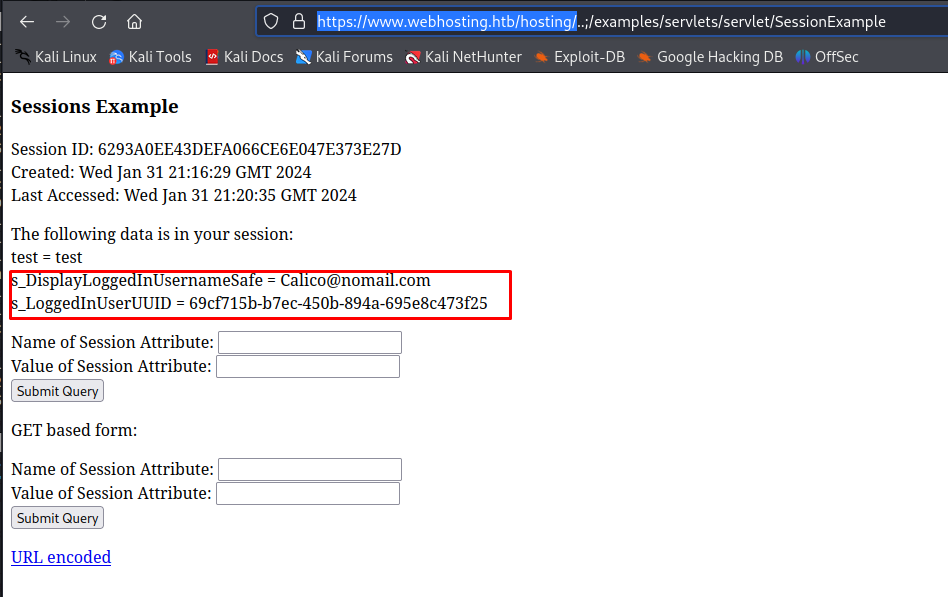 https://www.webhosting.htb/hosting/..;/examples/servlets/servlet/SessionExample
Kali Linux Kali Tools Kali Docs Kali Forums Kali NetHunter Exploit-DB Google Hacking DB OffSec
Sessions Example
Session ID: 6293A0EE43DEFA066CE6E047E373E27D
Created: Wed Jan 31 21:16:29 GMT 2024
Last Accessed: Wed Jan 31 21:20:35 GMT 2024
The following data is in your session:
test = test
s_DisplayLoggedInUsernameSafe = Calico@nomail.com
s_LoggedInUserUUID = 69cf715b-b7ec-450b-894a-695e8c473f25
Name of Session Attribute:
Value of Session Attribute:
Submit Query
GET based form:
Name of Session Attribute:
Value of Session Attribute:
Submit Query
URL encoded